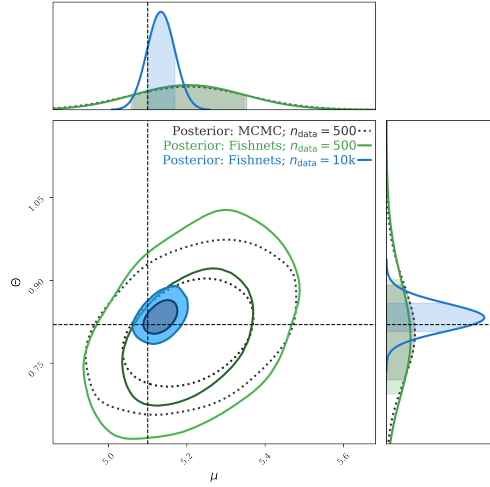 Posterior: MCMC; n_data = 500
Posterior: Fishnets; n_data = 500
Posterior: Fishnets; n_data = 10k
1.05
0.90
0.75
Θ
5.0 5.2 5.4 5.6
μ